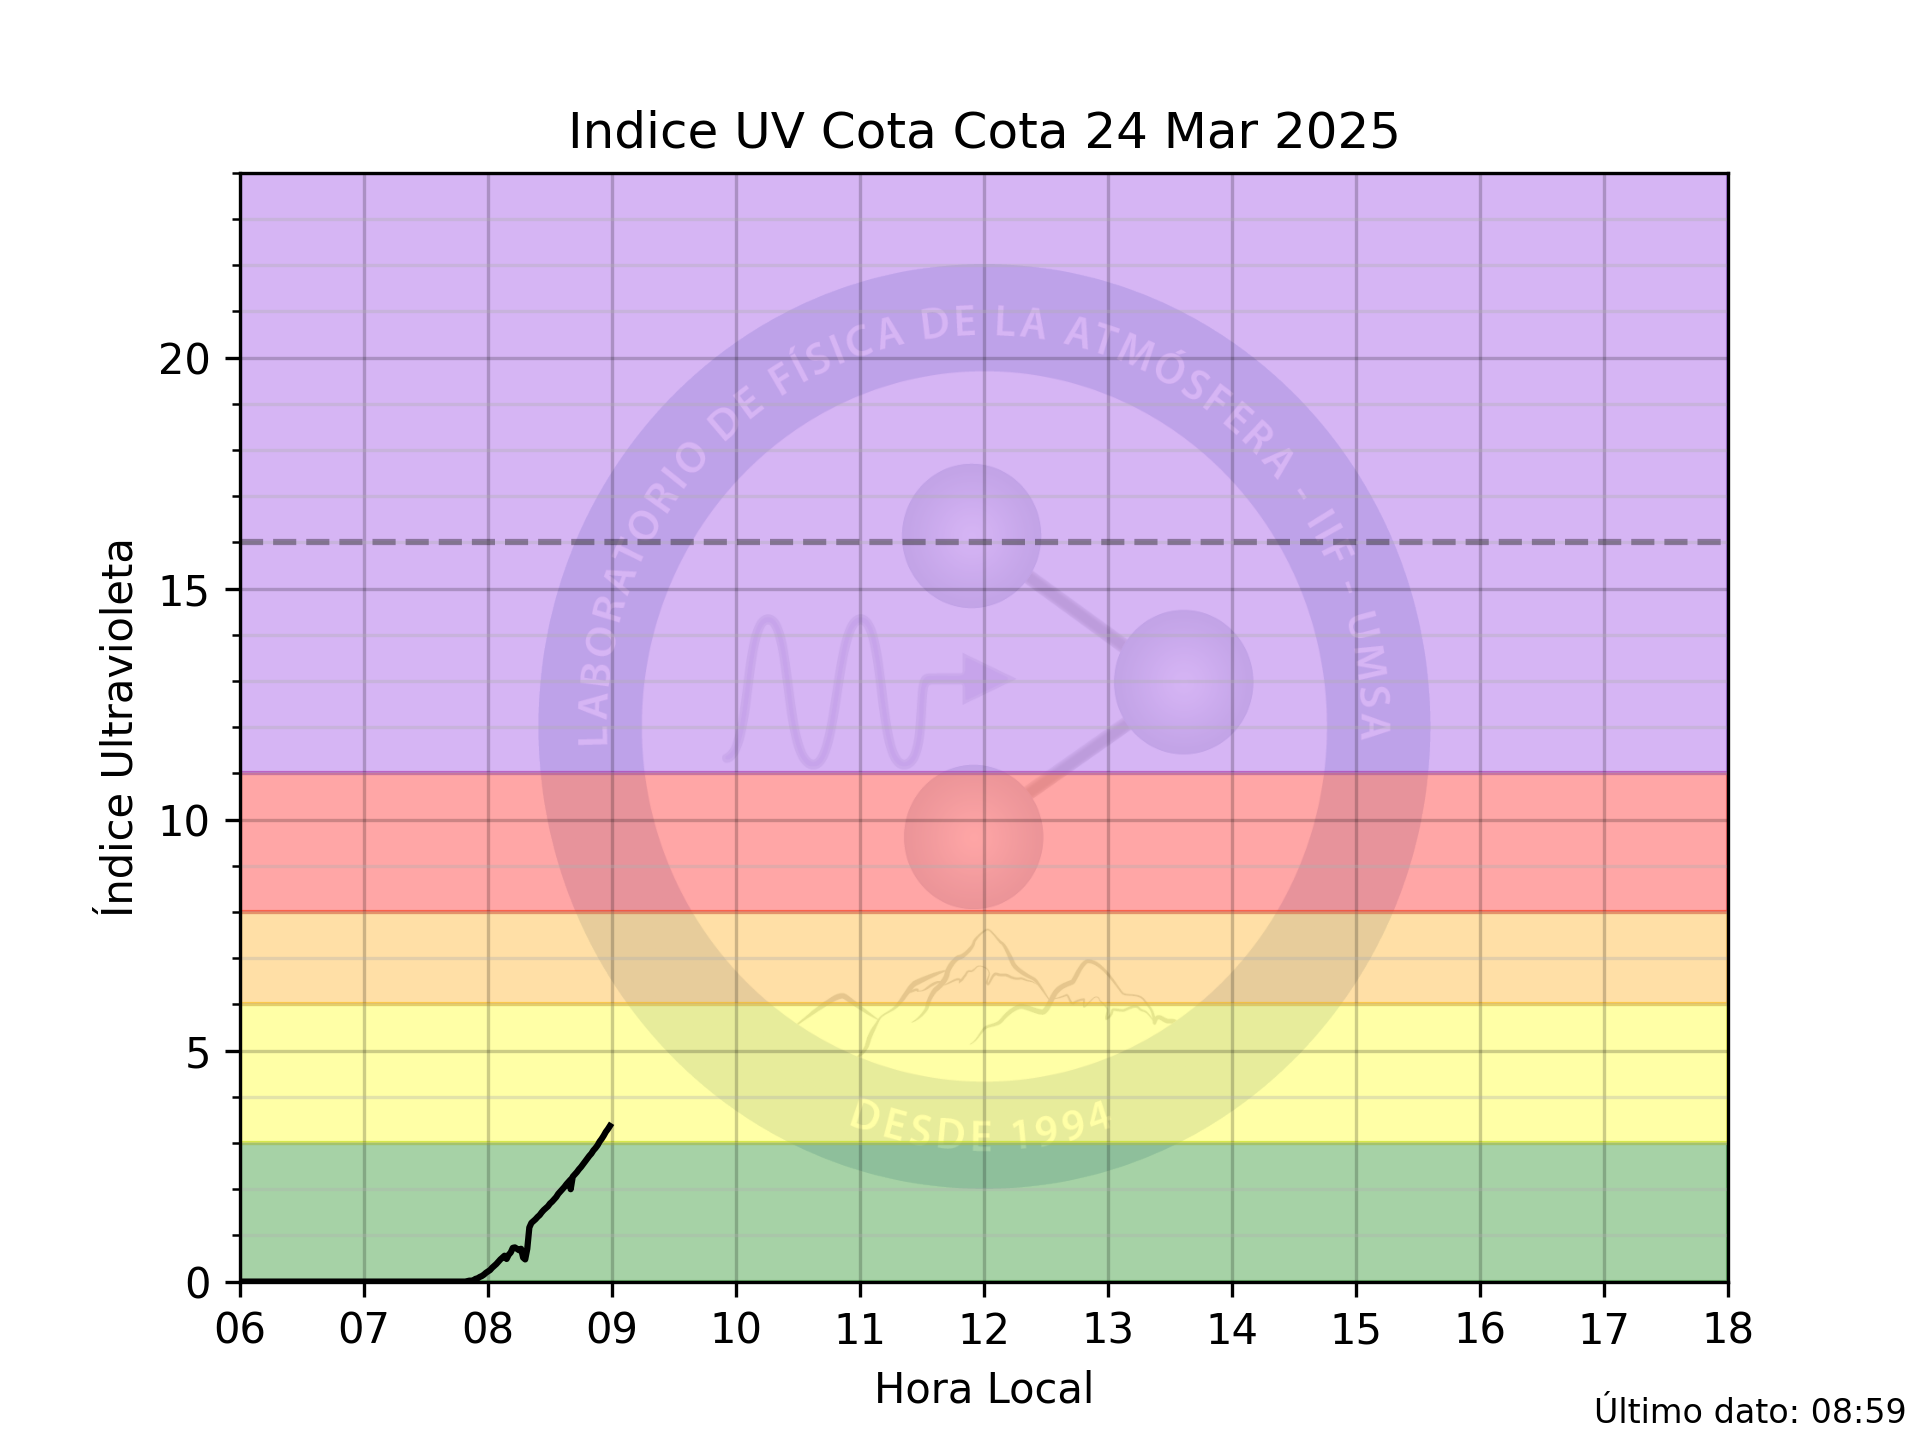 Indice UV Cota Cota 24 Mar 2025
Índice Ultravioleta
20
15
10
5
0
LABORATORIO DE FÍSICA DE LA ATMÓSFERA - IIF - UMSA
DESDE 1994
06 07 08 09 10 11 12 13 14 15 16 17 18
Hora Local
Último dato: 08:59